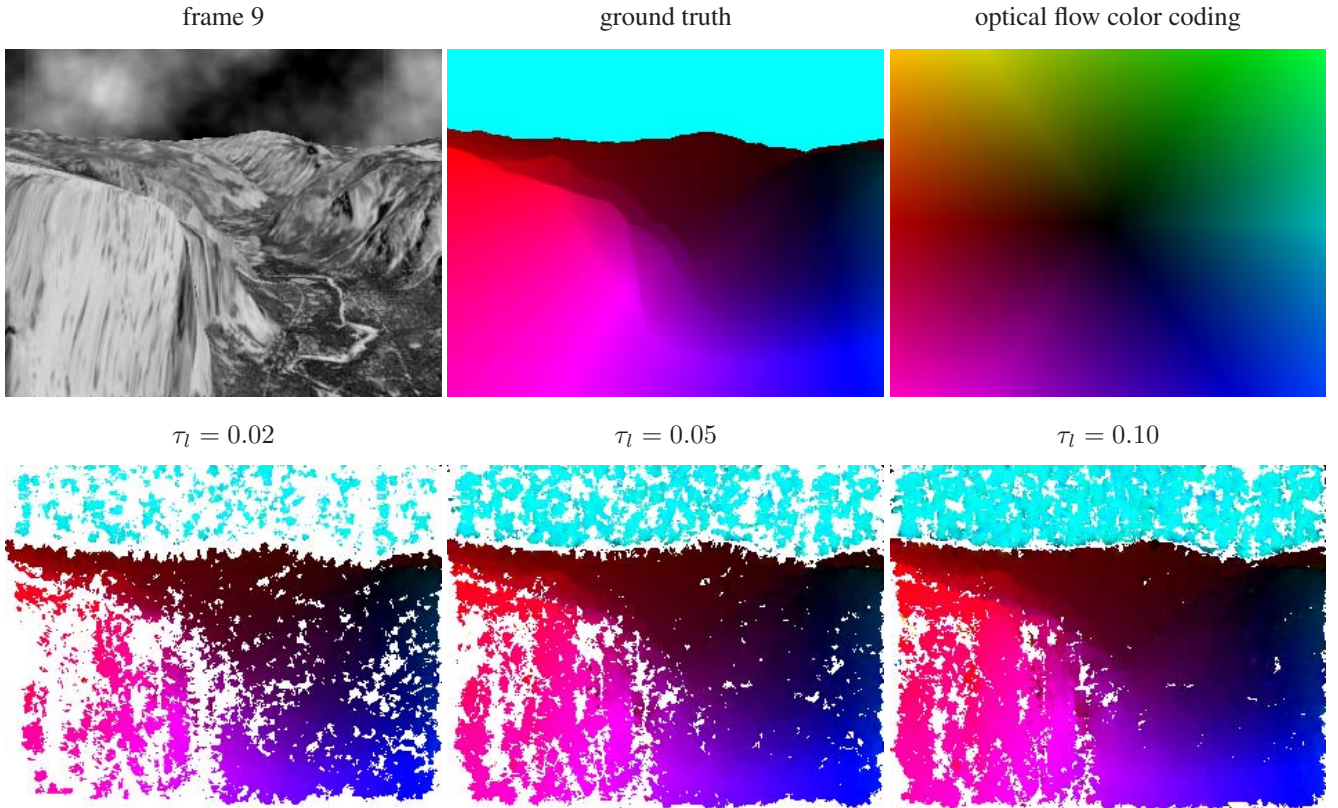 frame 9
ground truth
optical flow color coding
τ_l = 0.02
τ_l = 0.05
τ_l = 0.10